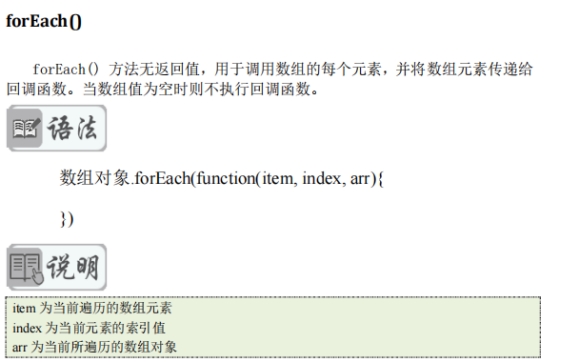 forEach()
forEach() 方法无返回值，用于调用数组的每个元素，并将数组元素传递给
回调函数。当数组值为空时则不执行回调函数。
语法
数组对象.forEach(function(item, index, arr){
})
说明
item 为当前遍历的数组元素
index 为当前元素的索引值
arr 为当前所遍历的数组对象